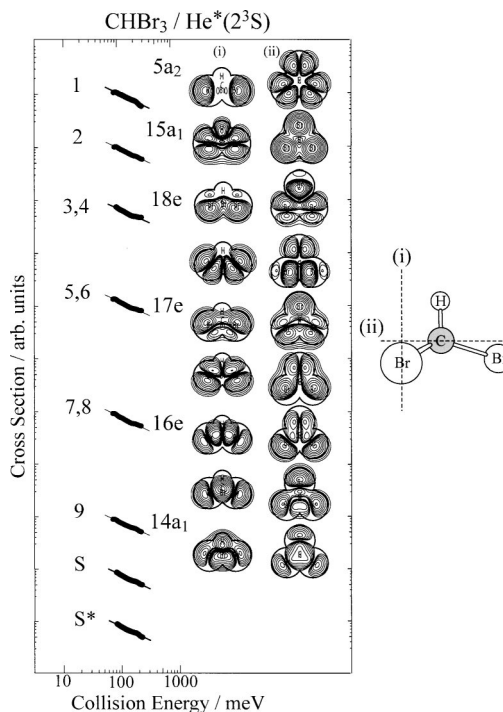 CHBr₃ / He*(2³S)
(i) (ii)
5a₂
1
15a₁
2
18e
3,4
17e
5,6
16e
7,8
14a₁
9
S
S*
Cross Section / arb. units
10 100 1000
Collision Energy / meV
(i)
(ii)
H
C
Br
B